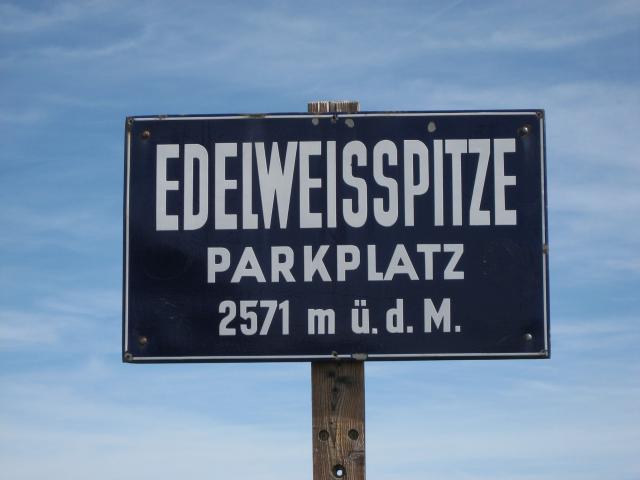 EDELWEISSPITZE
PARKPLATZ
2571 m ü. d. M.